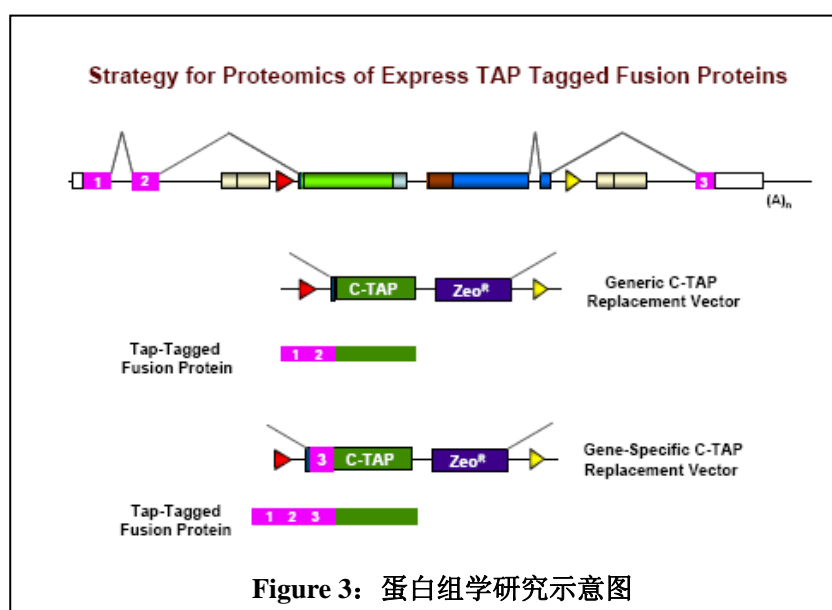 Strategy for Proteomics of Express TAP Tagged Fusion Proteins
1 2 3
(A)n
C-TAP ZeoR
Generic C-TAP
Replacement Vector
Tap-Tagged
Fusion Protein
1 2
3 C-TAP ZeoR
Gene-Specific C-TAP
Replacement Vector
Tap-Tagged
Fusion Protein
1 2 3
Figure 3：蛋白组学研究示意图